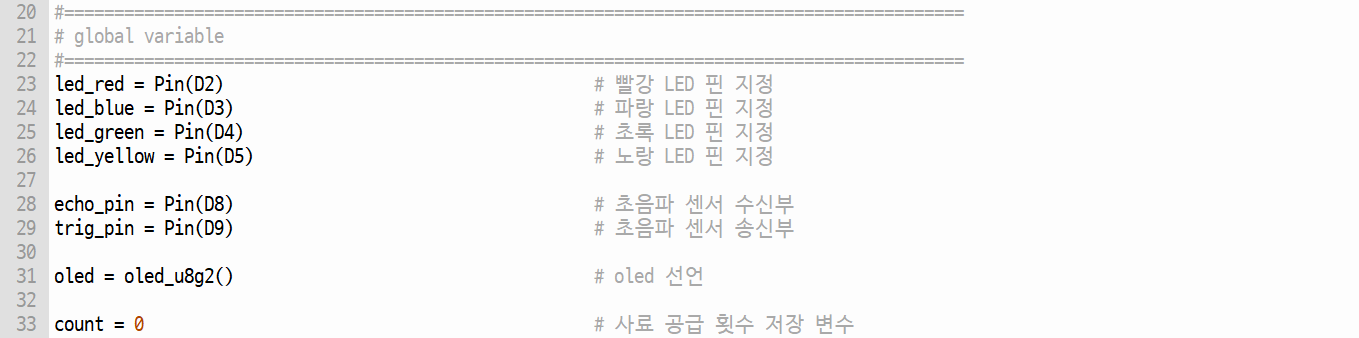 20 #==========================================================================================
21 # global variable
22 #==========================================================================================
23 led_red = Pin(D2) # 빨강 LED 핀 지정
24 led_blue = Pin(D3) # 파랑 LED 핀 지정
25 led_green = Pin(D4) # 초록 LED 핀 지정
26 led_yellow = Pin(D5) # 노랑 LED 핀 지정
27
28 echo_pin = Pin(D8) # 초음파 센서 수신부
29 trig_pin = Pin(D9) # 초음파 센서 송신부
30
31 oled = oled_u8g2() # oled 선언
32
33 count = 0 # 사료 공급 횟수 저장 변수